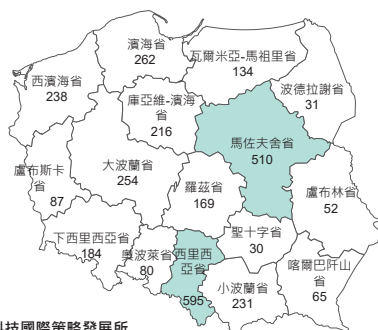 濱海省
262
瓦爾米亞-馬祖里省
134
西濱海省
238
波德拉謝省
31
庫亞維-濱海
省
216
馬佐夫舍省
510
盧布斯卡
省
87
大波蘭省
254
羅茲省
169
盧布林省
52
下西里西亞省
184
奧波萊省
80
西里西
亞省
595
聖十字省
30
小波蘭省
231
喀爾巴阡山
省
65
科技國際策略發展所